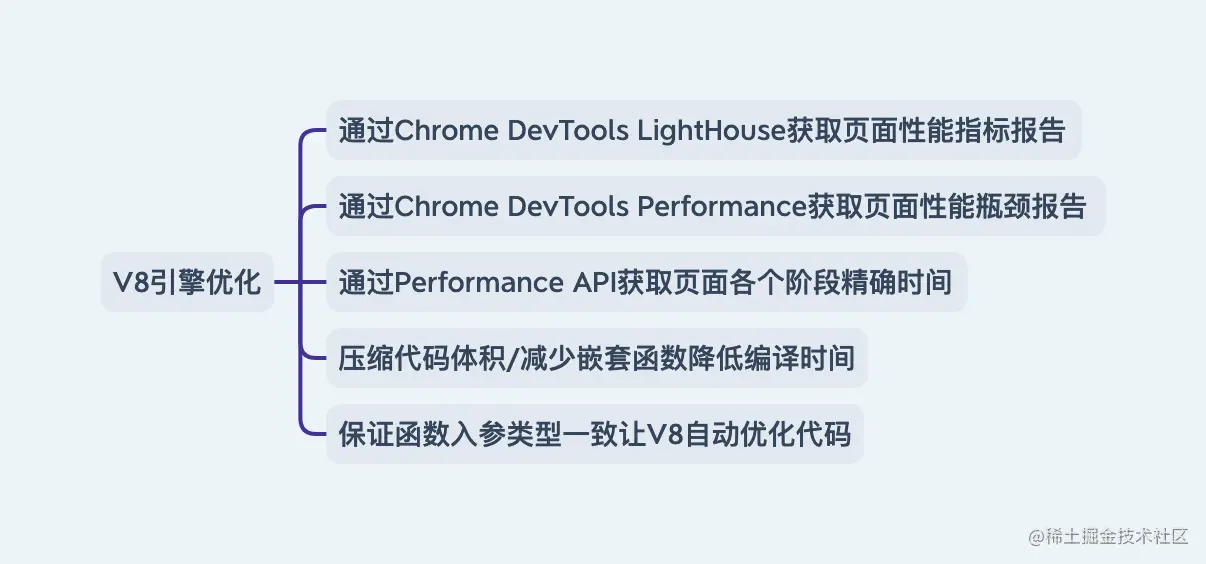 通过Chrome DevTools LightHouse获取页面性能指标报告
通过Chrome DevTools Performance获取页面性能瓶颈报告
V8引擎优化
通过Performance API获取页面各个阶段精确时间
压缩代码体积/减少嵌套函数降低编译时间
保证函数入参类型一致让V8自动优化代码
@稀土掘金技术社区